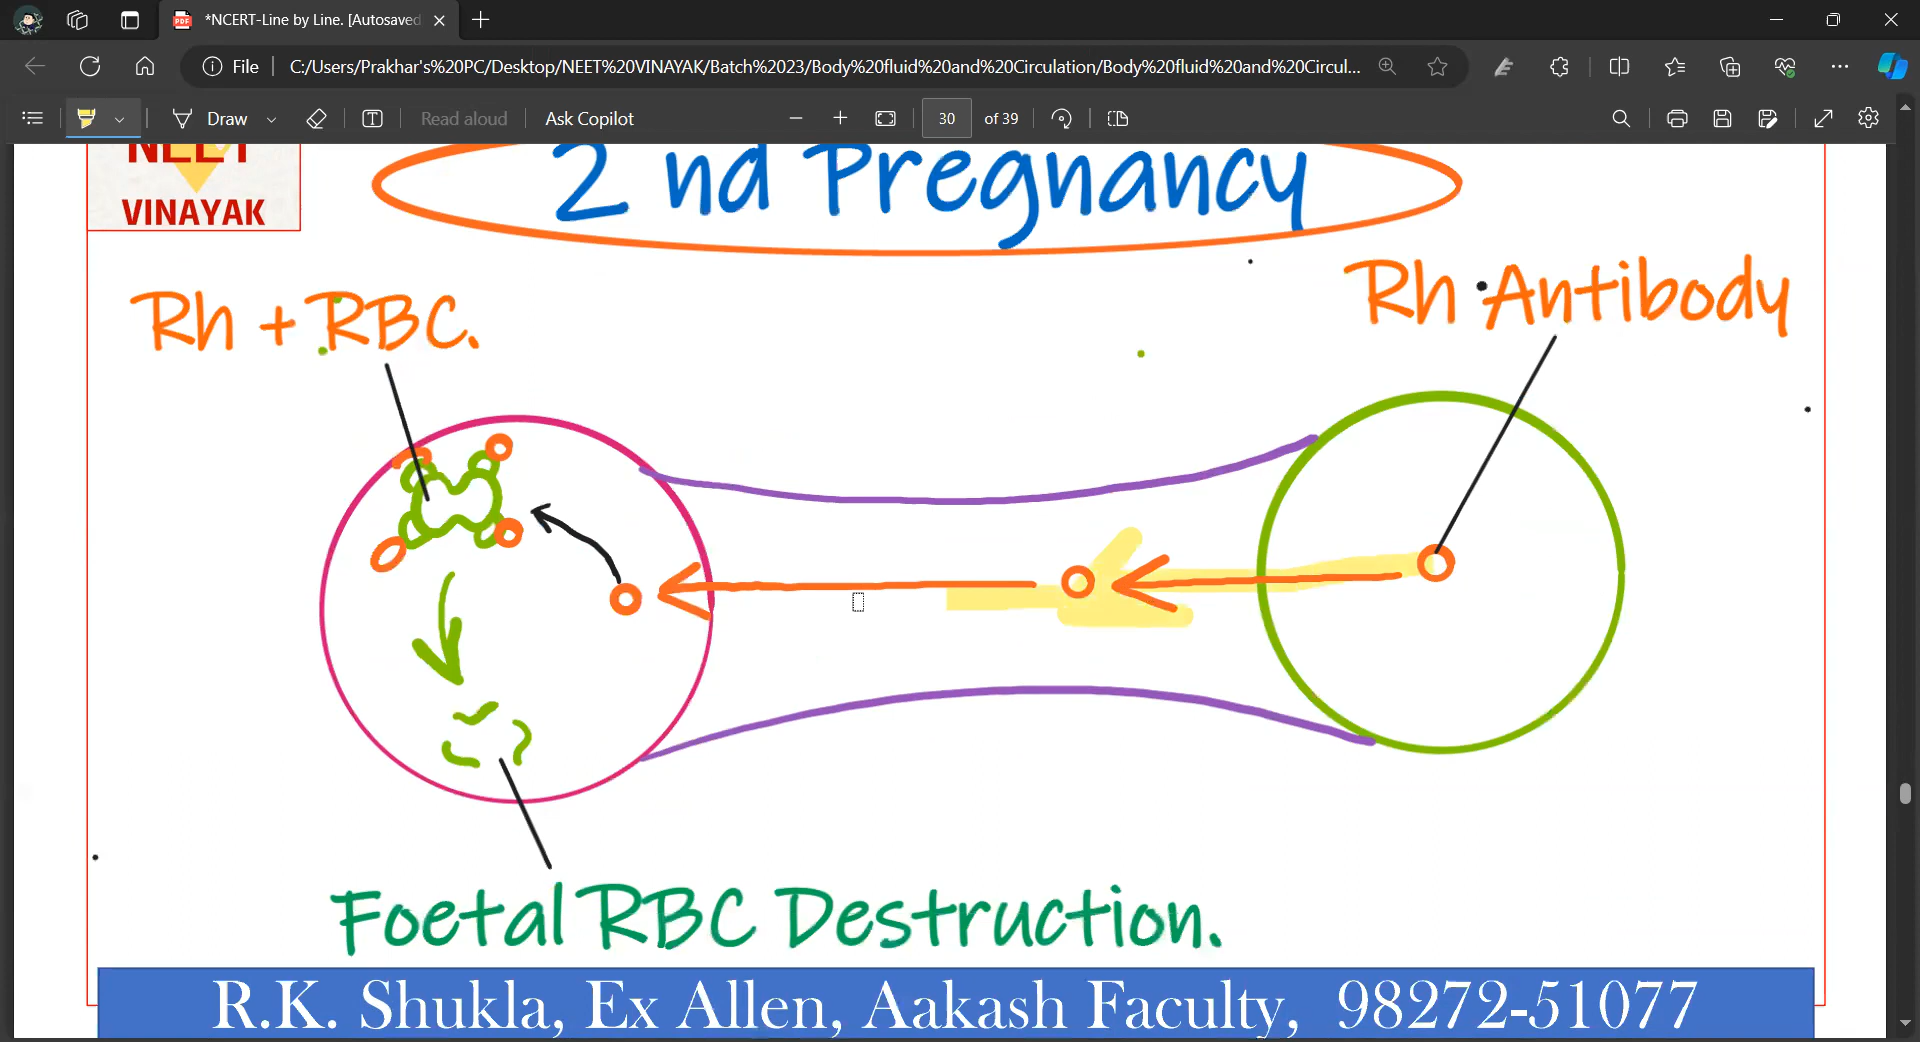 *NCERT-Line by Line. [Autosaved
File
C:/Users/Prakhar's%20PC/Desktop/NEET%20VINAYAK/Batch%2023/Body%20fluid%20and%20Circulation/Body%20fluid%20and%20Circul...
Draw
Read aloud
Ask Copilot
30 of 39
NEET
VINAYAK
2 nd Pregnancy
Rh + RBC.
Rh Antibody
Foetal RBC Destruction.
R.K. Shukla, Ex Allen, Aakash Faculty, 98272-51077